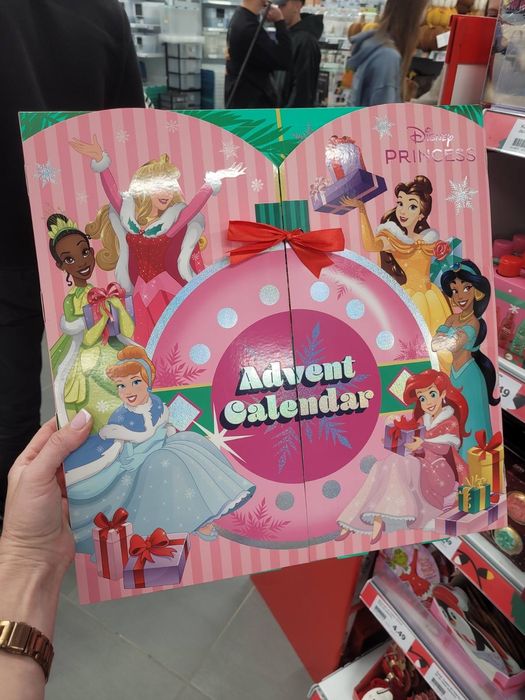 Disney
PRINCESS
Advent
Calendar
4.49